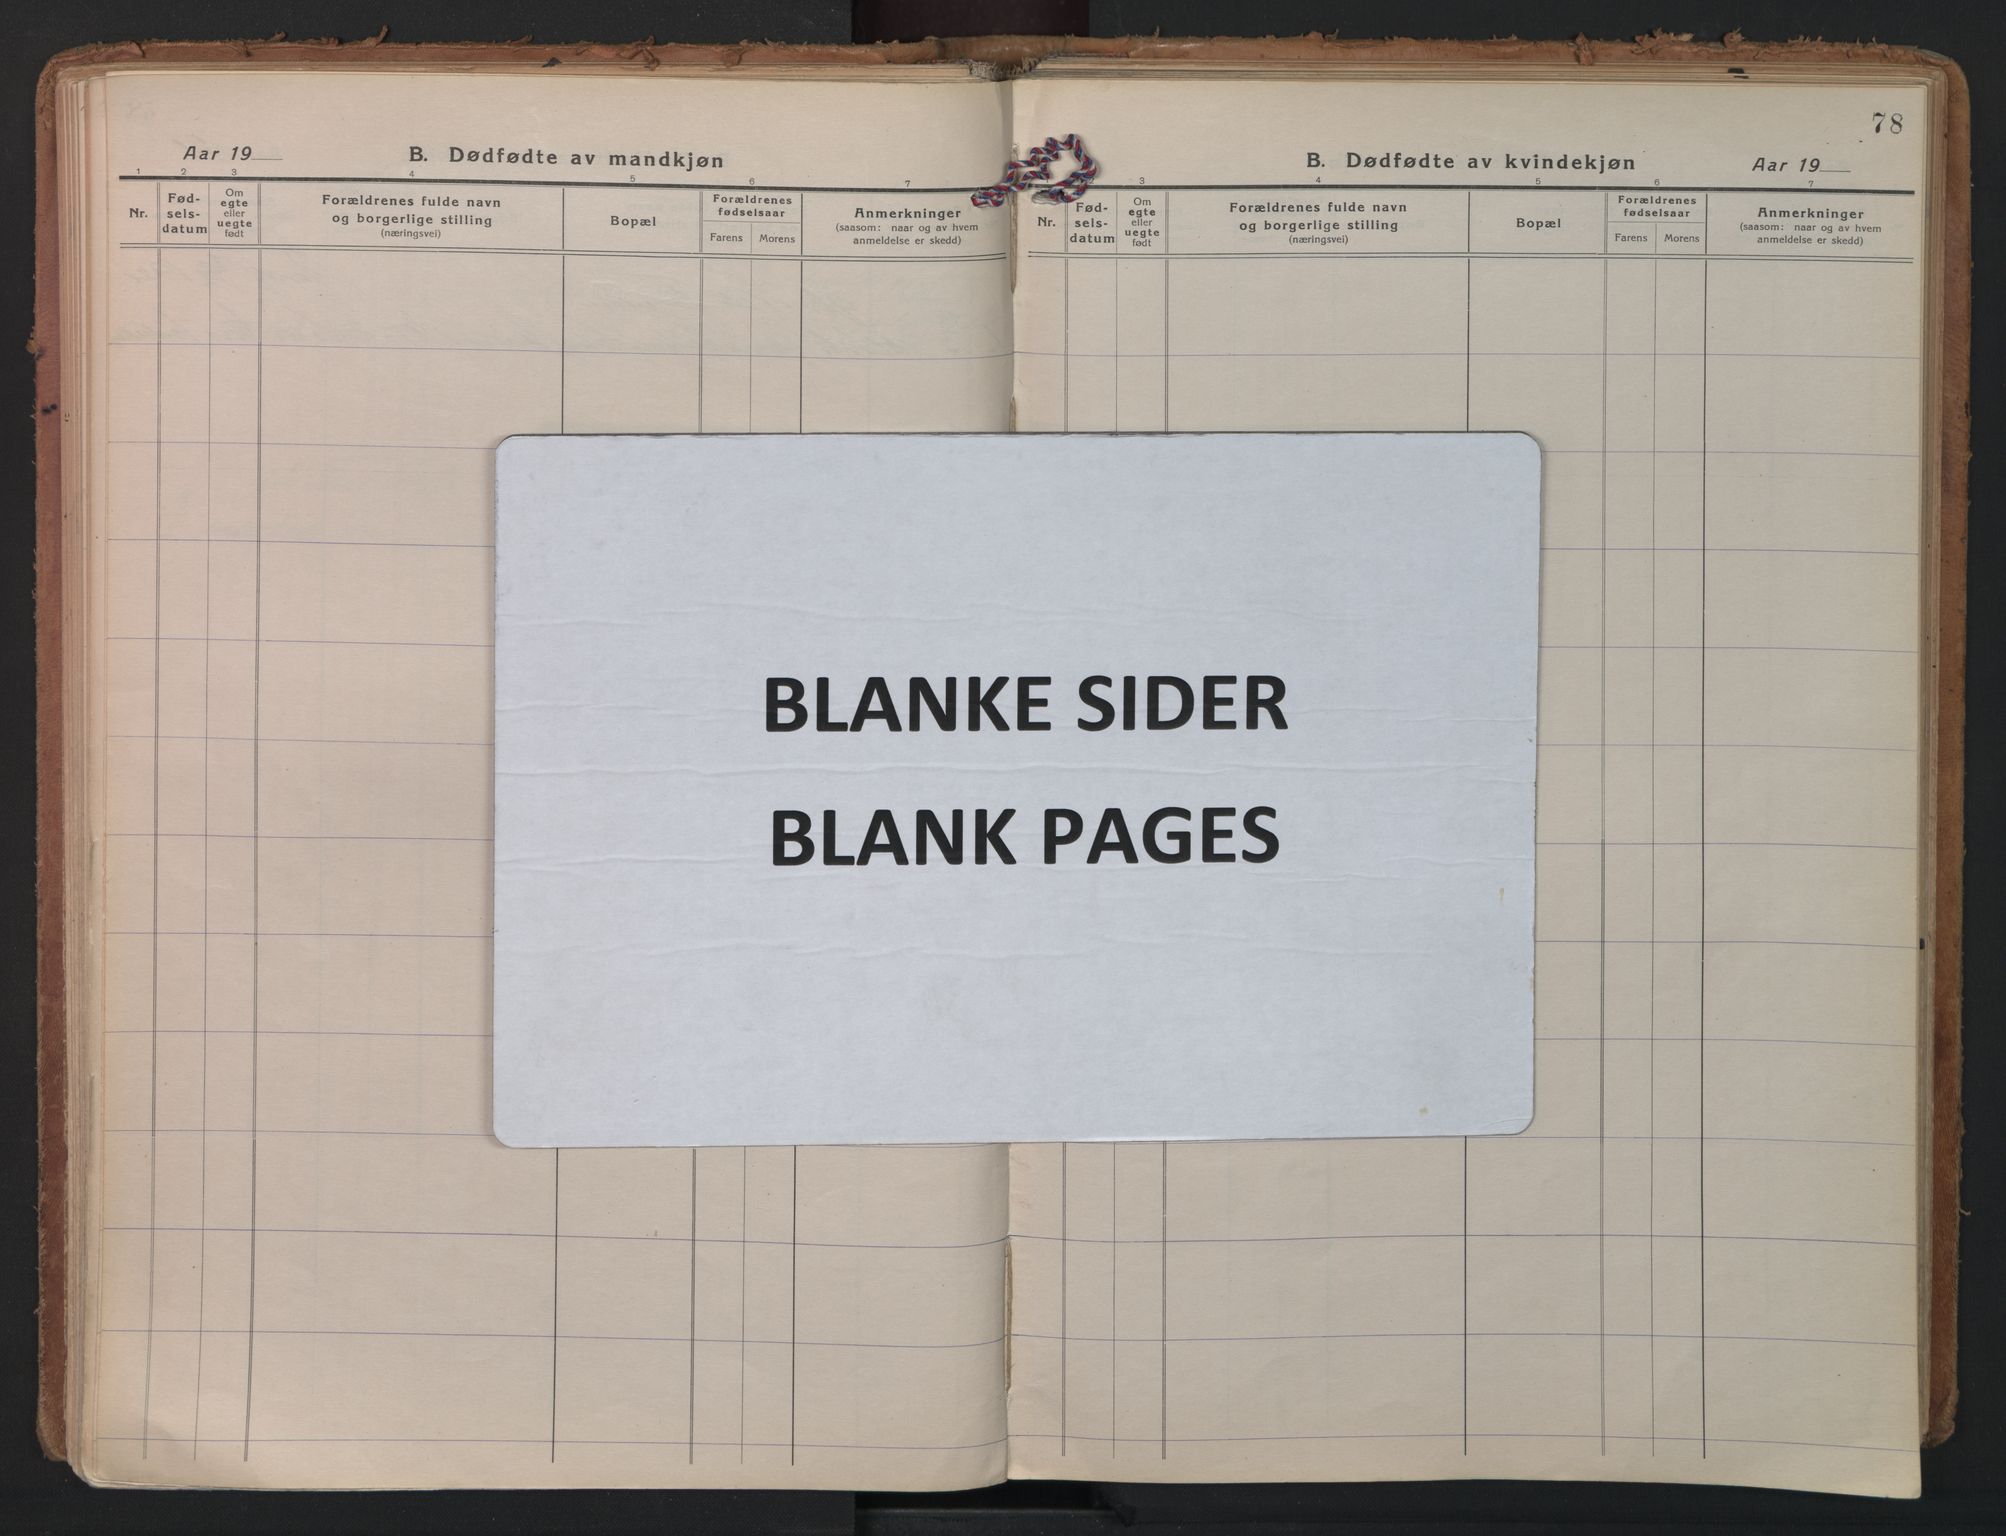 78
Aar 19
B. Dødfødte av mandkjøn
1 2 3 4 5 6 7
Nr.
Fød-
sels-
datum
Om
egte
eller
uegte
født
Forældrenes fulde navn
og borgerlige stilling
(næringsvei)
Bopæl
Forældrenes
fødselsaar
Farens Morens
Anmerkninger
(saasom: naar og av hvem
anmeldelse er skedd)
B. Dødfødte av kvindekjøn
Aar 19
3 4 5 6 7
Nr.
Fød-
sels-
datum
Om
egte
eller
uegte
født
Forældrenes fulde navn
og borgerlige stilling
(næringsvei)
Bopæl
Forældrenes
fødselsaar
Farens Morens
Anmerkninger
(saasom: naar og av hvem
anmeldelse er skedd)
BLANKE SIDER
BLANK PAGES